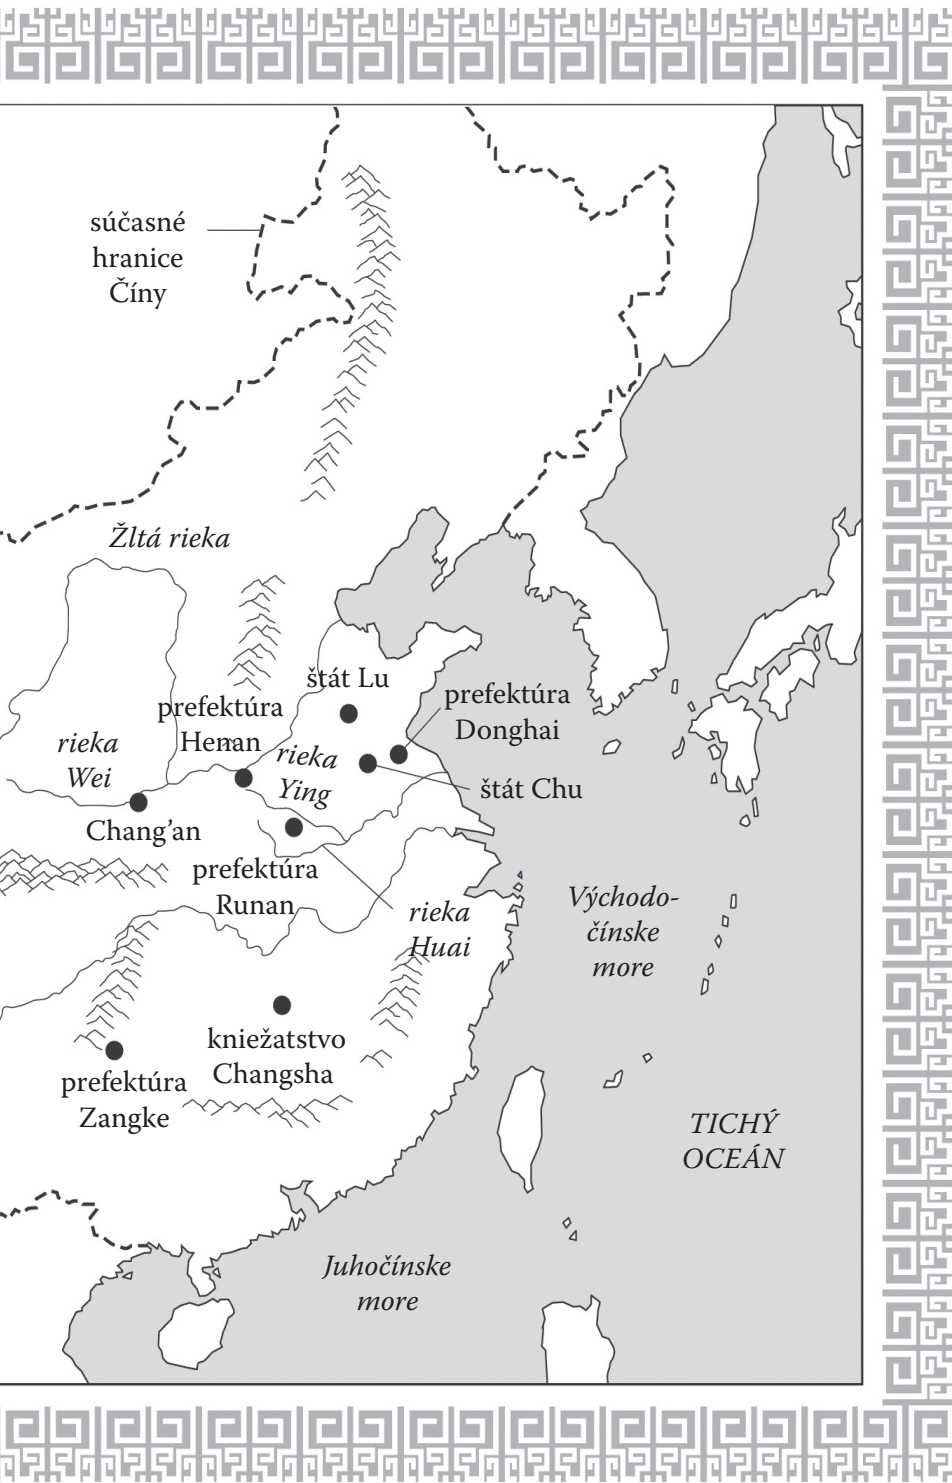 súčasné
hranice
Číny
Žltá rieka
štát Lu
prefektúra
Donghai
prefektúra
Henan
rieka
Wei
rieka
Ying
štát Chu
Chang’an
prefektúra
Runan
rieka
Huai
Východo-
čínske
more
kniežatstvo
Changsha
prefektúra
Zangke
TICHÝ
OCEÁN
Juhočínske
more